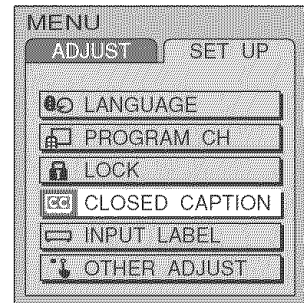 MENU
ADJUST SET UP
LANGUAGE
PROGRAM CH
LOCK
CC CLOSED CAPTION
INPUT LABEL
OTHER ADJUST